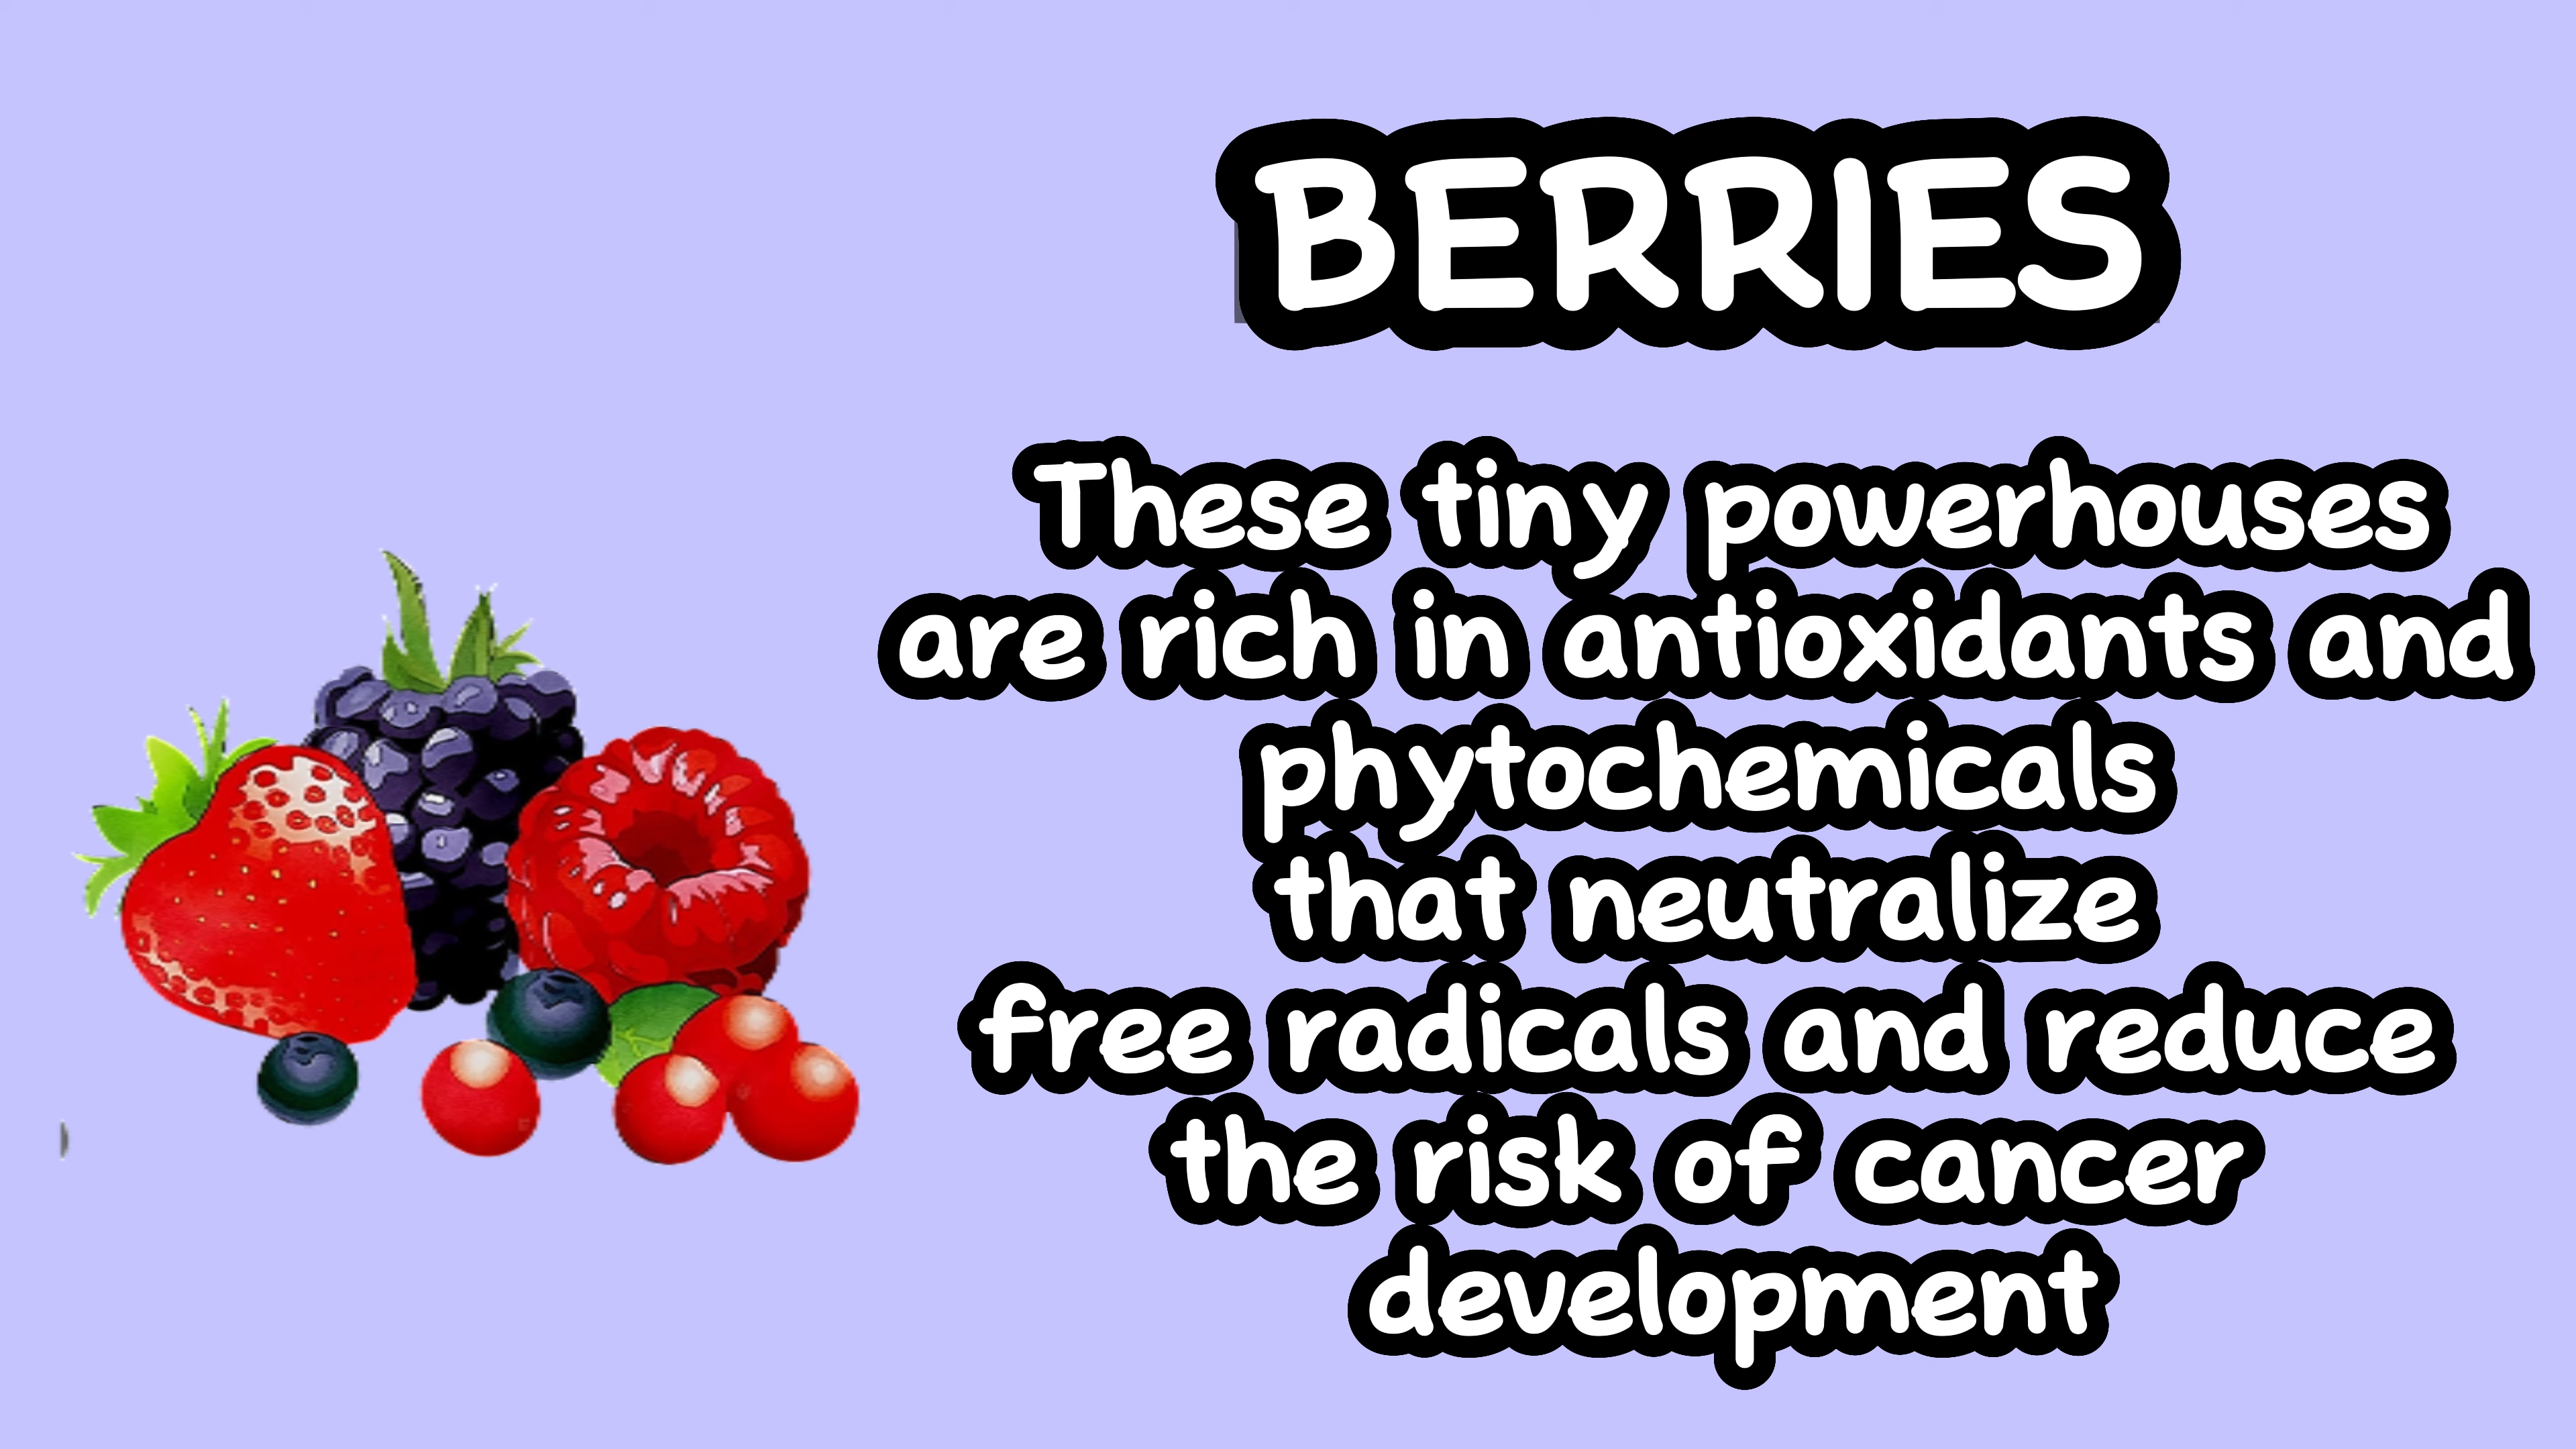 BERRIES
These tiny powerhouses
are rich in antioxidants and
phytochemicals
that neutralize
free radicals and reduce
the risk of cancer
development